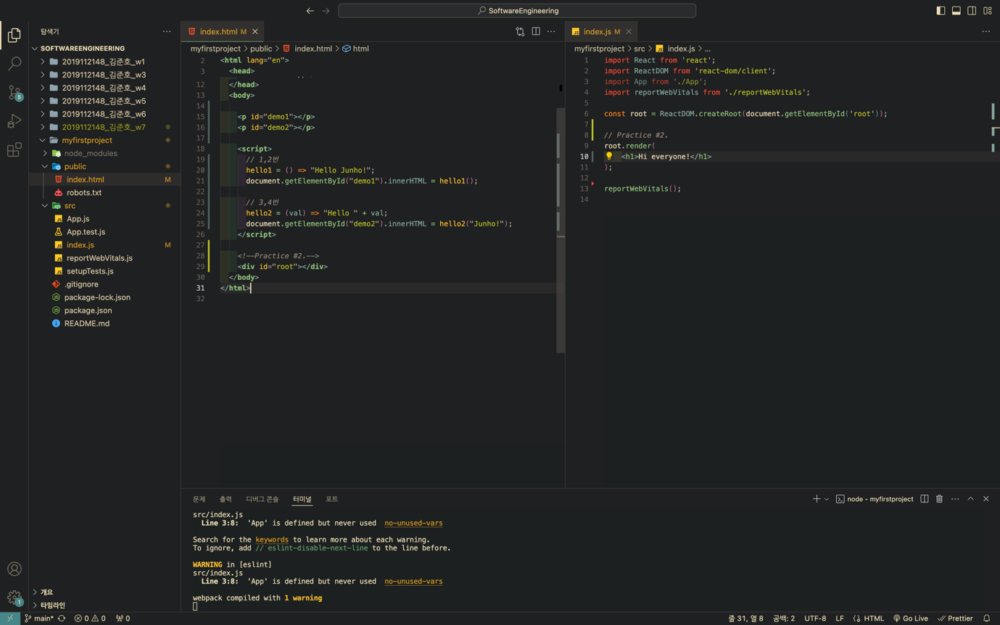 SoftwareEngineering
탐색기
SOFTWAREENGINEERING
2019112148_김준호_w1
2019112148_김준호_w3
2019112148_김준호_w4
2019112148_김준호_w5
2019112148_김준호_w6
2019112148_김준호_w7
myfirstproject
node_modules
public
index.html M
robots.txt
src
App.js
App.test.js
index.js M
reportWebVitals.js
setupTests.js
.gitignore
package-lock.json
package.json
README.md
개요
타임라인
5
1
index.html M
myfirstproject > public > index.html > html
2 <html lang="en">
3 <head>
12 </head>
13 <body>
14
15 <p id="demo1"></p>
16 <p id="demo2"></p>
17
18 <script>
19 // 1,2번
20 hello1 = () => "Hello Junho!";
21 document.getElementById("demo1").innerHTML = hello1();
22
23 // 3,4번
24 hello2 = (val) => "Hello " + val;
25 document.getElementById("demo2").innerHTML = hello2("Junho!");
26 </script>
27
28 <!--Practice #2.-->
29 <div id="root"></div>
30 </body>
31 </html>
32
index.js M
myfirstproject > src > index.js > ...
1 import React from 'react';
2 import ReactDOM from 'react-dom/client';
3 import App from './App';
4 import reportWebVitals from './reportWebVitals';
5
6 const root = ReactDOM.createRoot(document.getElementById('root'));
7
8 // Practice #2.
9 root.render(
10 <h1>Hi everyone!</h1>
11 );
12
13 reportWebVitals();
14
문제 출력 디버그 콘솔 터미널 포트
node - myfirstproject
src/index.js
Line 3:8: 'App' is defined but never used no-unused-vars
Search for the keywords to learn more about each warning.
To ignore, add // eslint-disable-next-line to the line before.
WARNING in [eslint]
src/index.js
Line 3:8: 'App' is defined but never used no-unused-vars
webpack compiled with 1 warning
main* 0 0 0
줄 31, 열 8 공백: 2 UTF-8 LF HTML Go Live Prettier